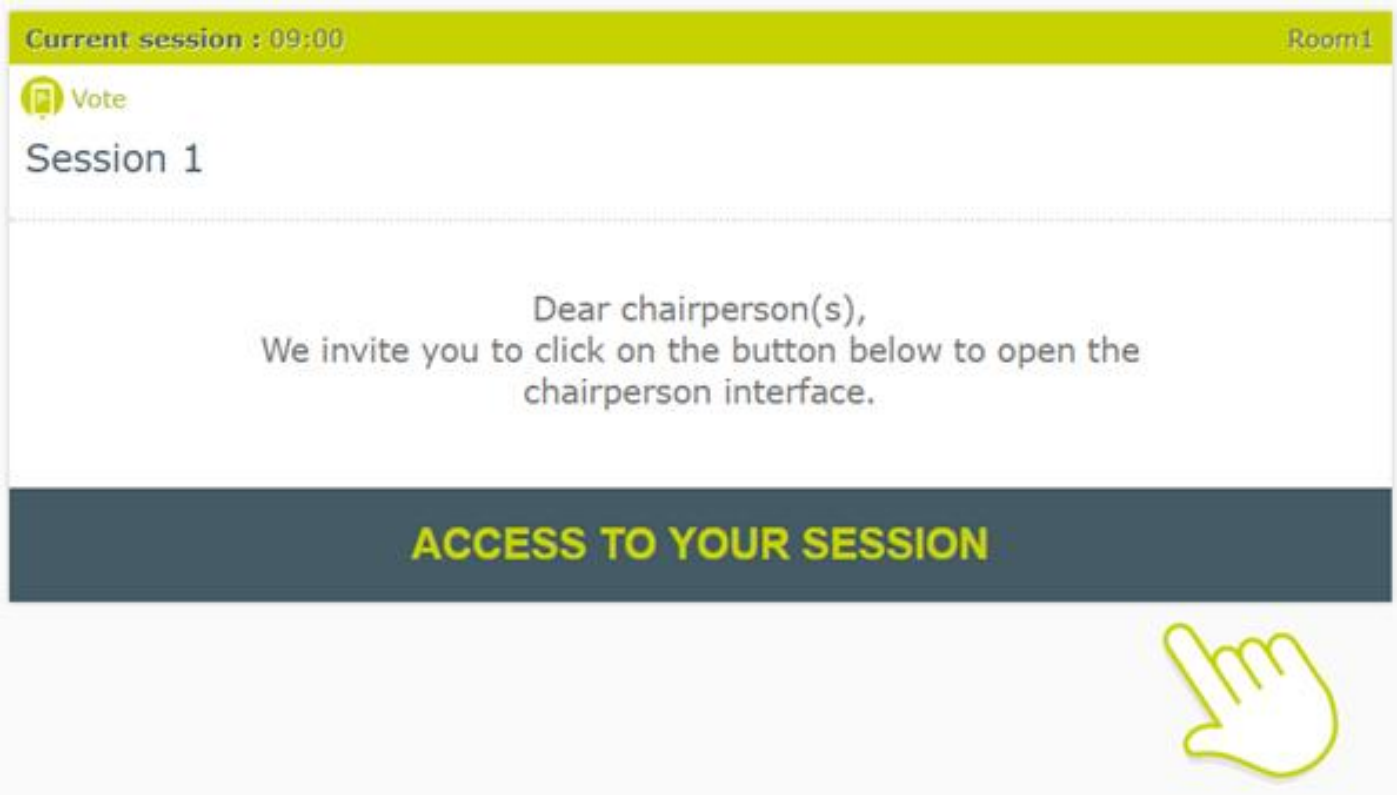 Current session : 09:00 Room1
Vote
Session 1
Dear chairperson(s),
We invite you to click on the button below to open the
chairperson interface.
ACCESS TO YOUR SESSION